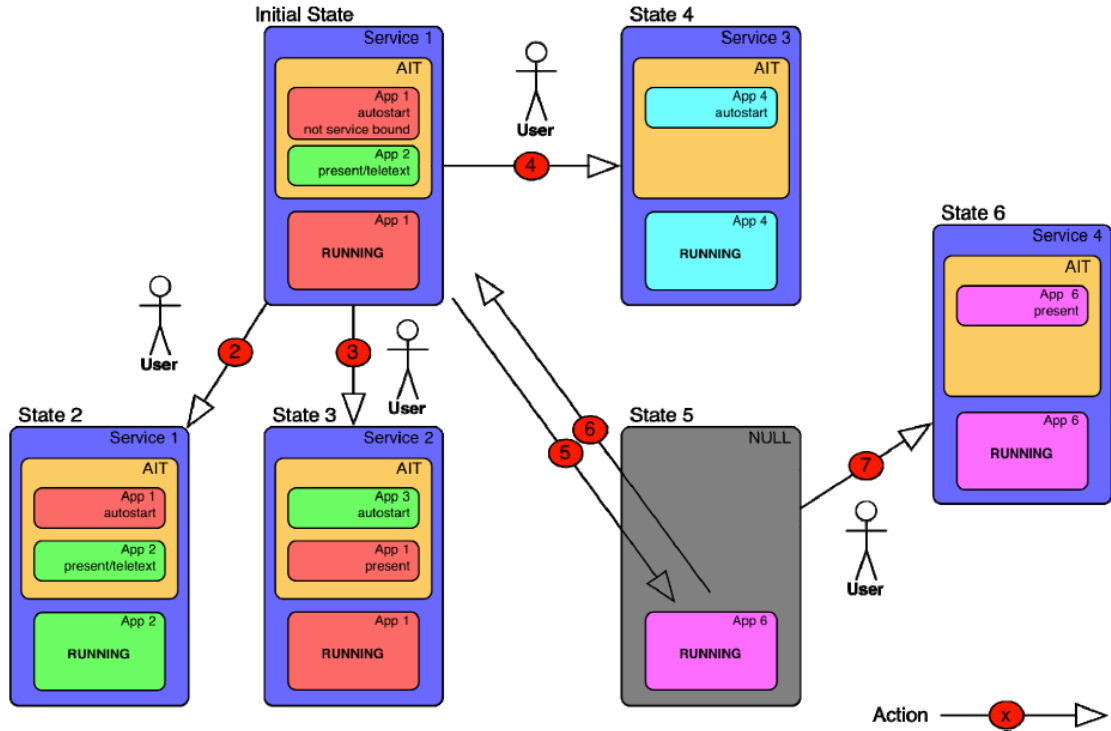 Initial State
Service 1
AIT
App 1
autostart
not service bound
App 2
present/teletext
App 1
RUNNING
User
4
State 4
Service 3
AIT
App 4
autostart
App 4
RUNNING
State 6
Service 4
AIT
App 6
present
App 6
RUNNING
User
2
3
User
State 2
Service 1
AIT
App 1
autostart
App 2
present/teletext
App 2
RUNNING
State 3
Service 2
AIT
App 3
autostart
App 1
present
App 1
RUNNING
5
6
State 5
NULL
App 6
RUNNING
7
User
Action
x